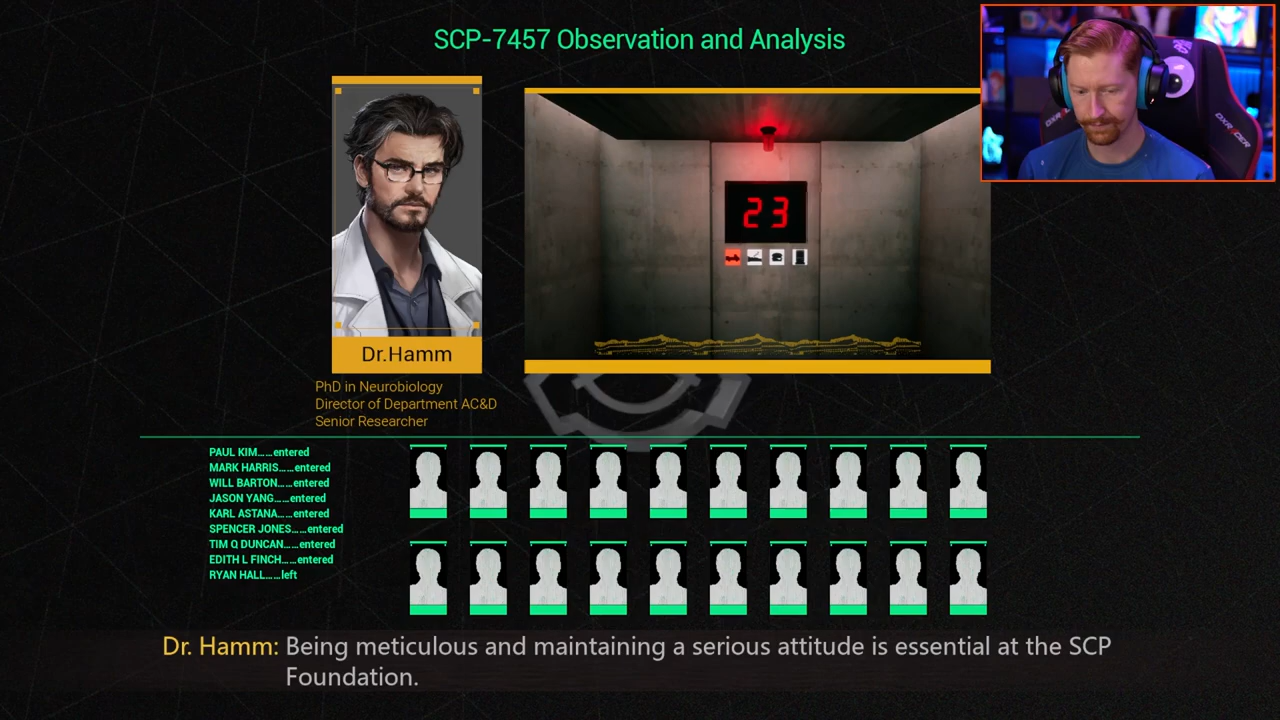 SCP-7457 Observation and Analysis
23
Dr.Hamm
PhD in Neurobiology
Director of Department AC&D
Senior Researcher
PAUL KIM......entered
MARK HARRIS......entered
WILL BARTON......entered
JASON YANG......entered
KARL ASTANA......entered
SPENCER JONES......entered
TIM Q DUNCAN......entered
EDITH L FINCH......entered
RYAN HALL......left
Dr. Hamm: Being meticulous and maintaining a serious attitude is essential at the SCP
Foundation.